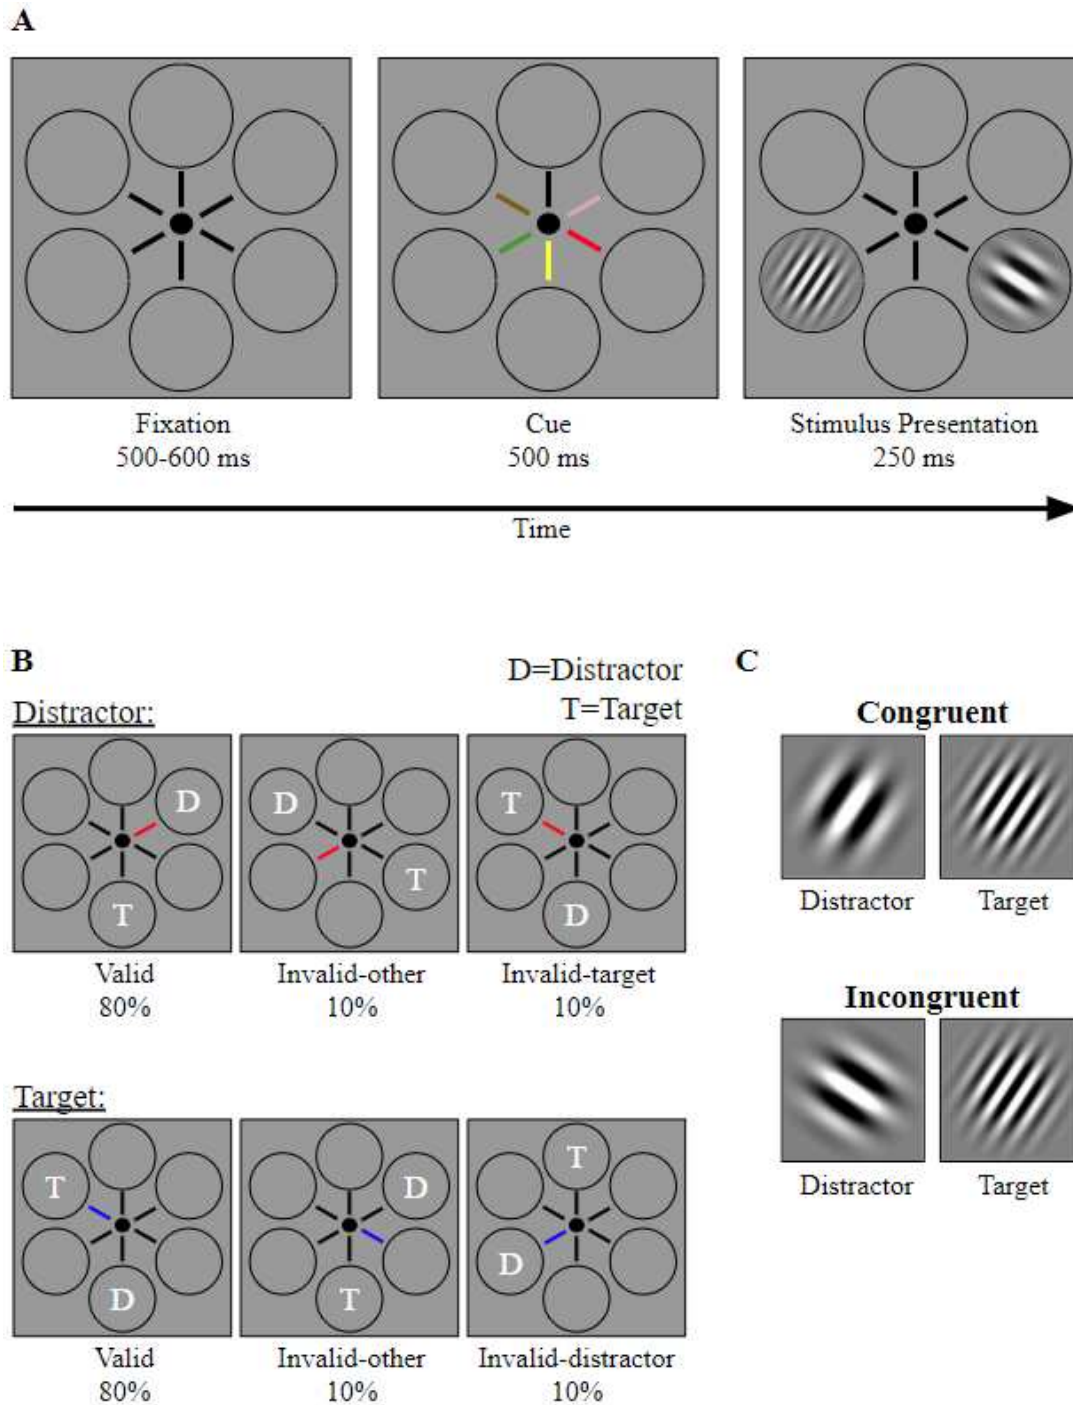 A
Fixation
500-600 ms
Cue
500 ms
Stimulus Presentation
250 ms
Time
B
D=Distractor
T=Target
Distractor:
D
T
Valid
80%
D
T
Invalid-other
10%
T
D
Invalid-target
10%
Target:
T
D
Valid
80%
D
T
Invalid-other
10%
T
D
Invalid-distractor
10%
C
Congruent
Distractor
Target
Incongruent
Distractor
Target